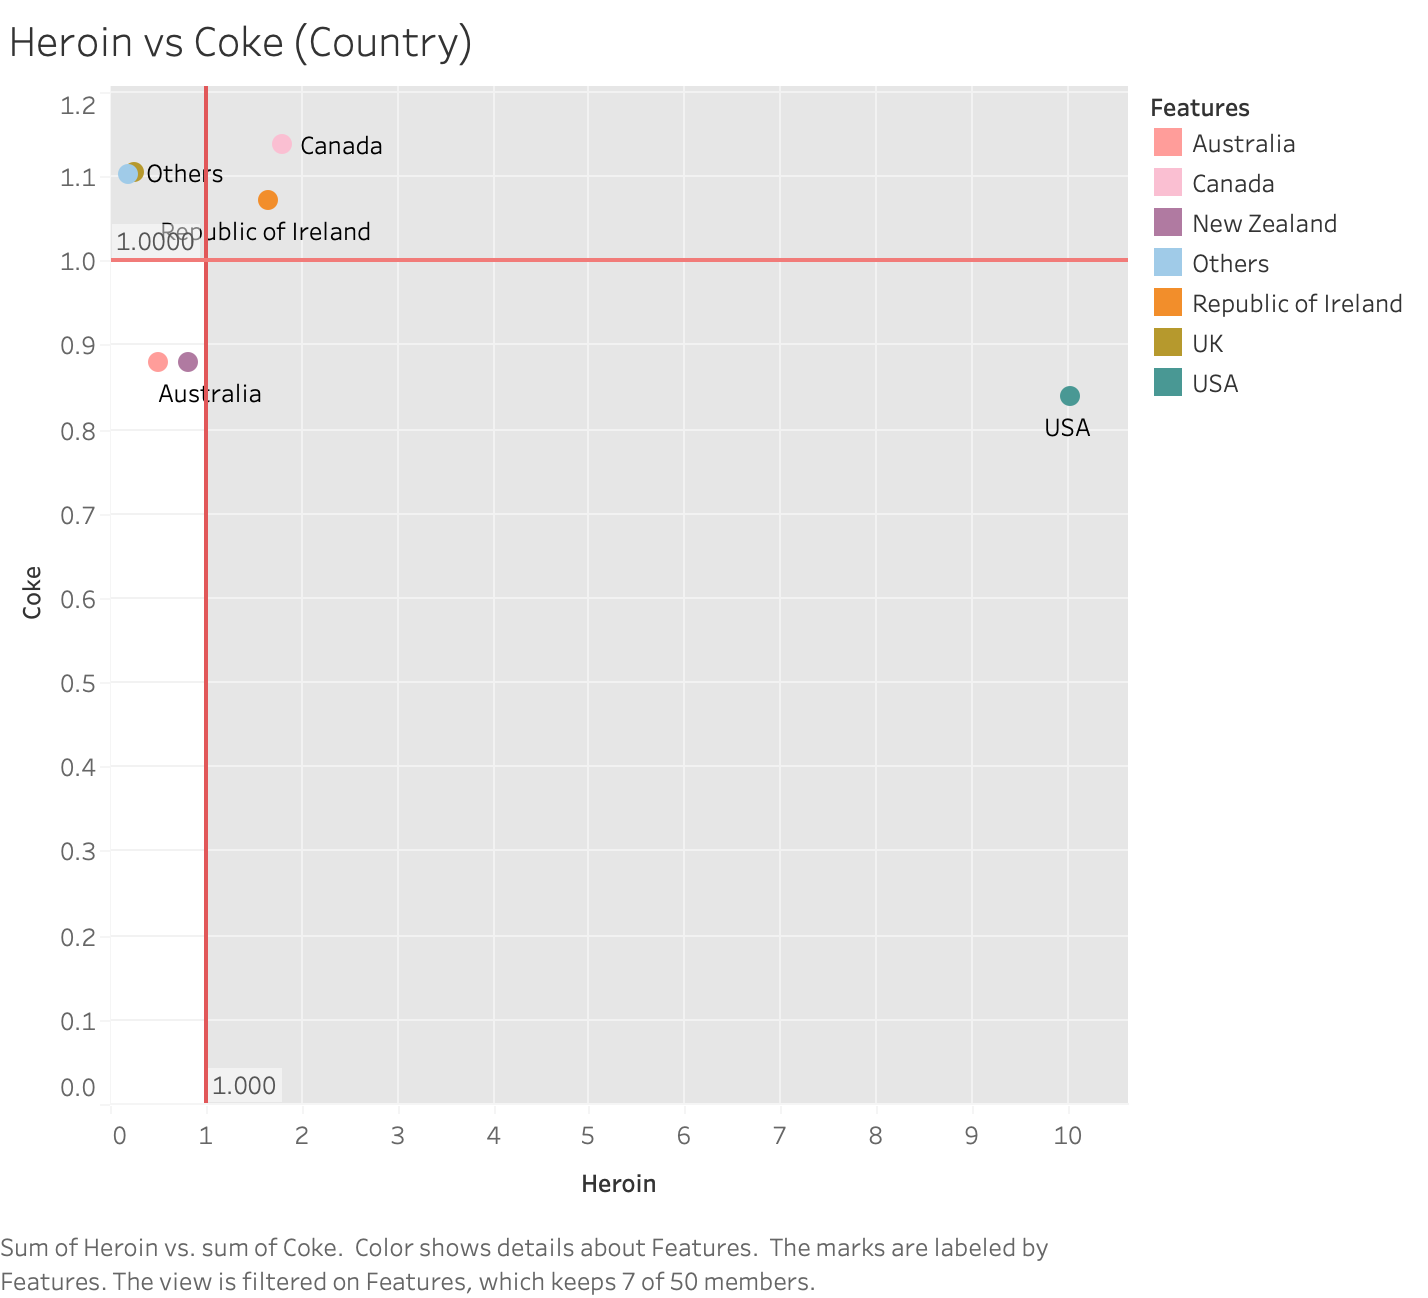 Heroin vs Coke (Country)
1.2
1.1
1.0
0.9
0.8
0.7
0.6
0.5
0.4
0.3
0.2
0.1
0.0
Coke
Canada
Others
Republic of Ireland
1.0000
Australia
USA
1.000
0 1 2 3 4 5 6 7 8 9 10
Heroin
Features
Australia
Canada
New Zealand
Others
Republic of Ireland
UK
USA
Sum of Heroin vs. sum of Coke.  Color shows details about Features.  The marks are labeled by
Features. The view is filtered on Features, which keeps 7 of 50 members.